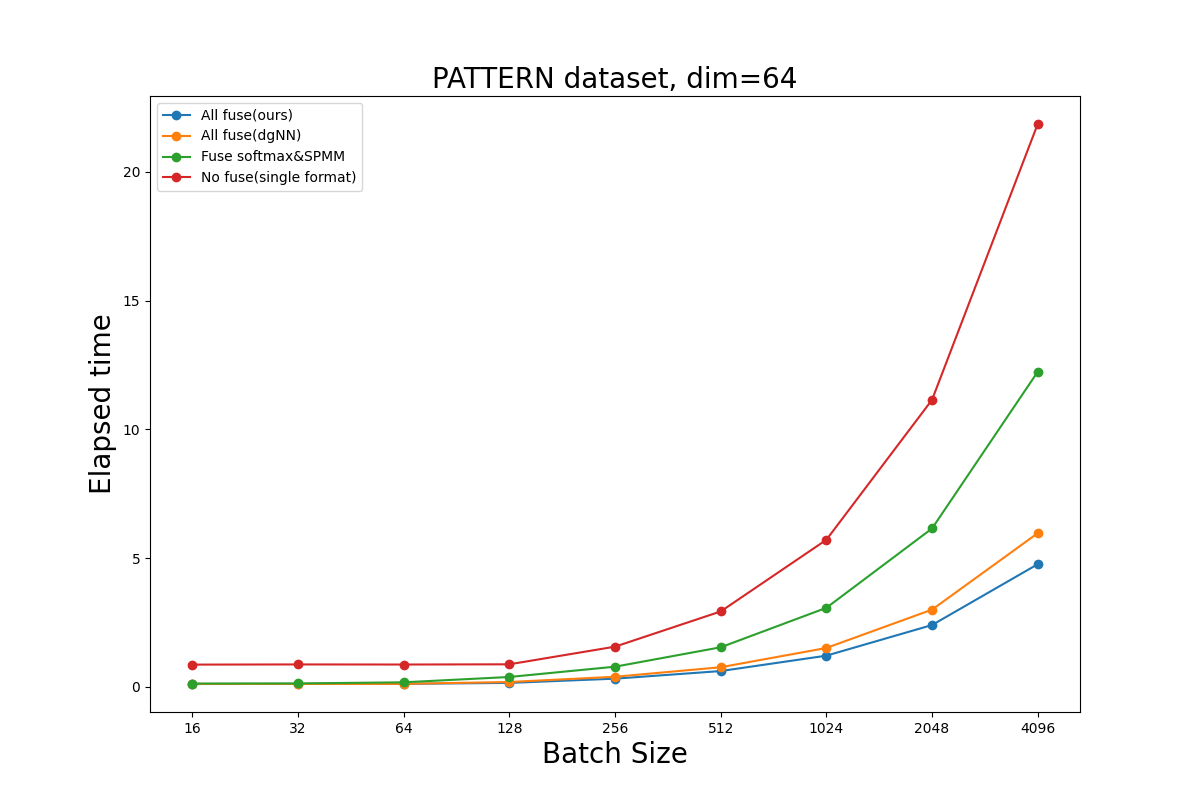 PATTERN dataset, dim=64
All fuse(ours)
All fuse(dgNN)
Fuse softmax&SPMM
No fuse(single format)
Elapsed time
20
15
10
5
0
16 32 64 128 256 512 1024 2048 4096
Batch Size